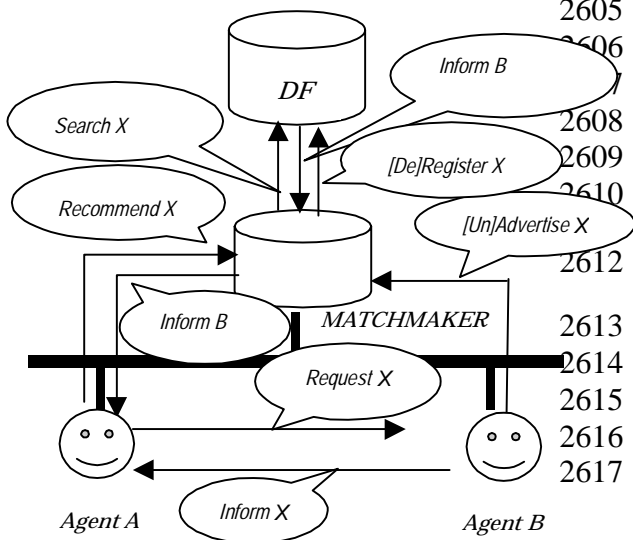 2605
2606
Inform B
7
DF
Search X
2608
[De]Register X
2609
2610
Recommend X
[Un]Advertise X
2612
Inform B
MATCHMAKER
2613
2614
Request X
2615
2616
2617
Inform X
Agent A
Agent B